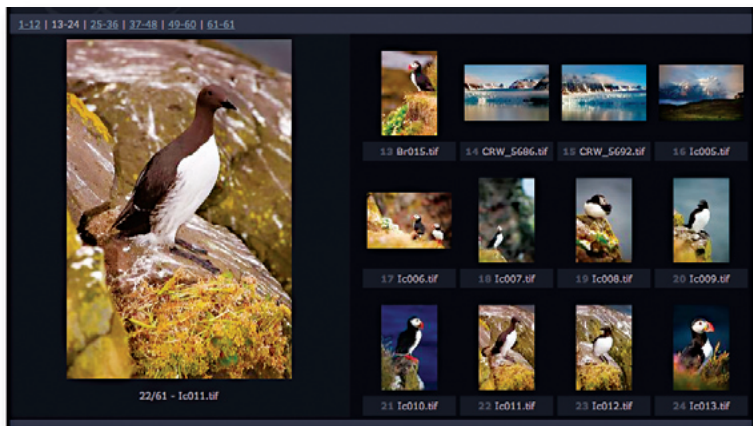 1-12 | 13-24 | 25-36 | 37-48 | 49-60 | 61-61
13 Br015.tif
14 CRW_5686.tif
15 CRW_5692.tif
16 Ic005.tif
17 Ic006.tif
18 Ic007.tif
19 Ic008.tif
20 Ic009.tif
21 Ic010.tif
22 Ic011.tif
23 Ic012.tif
24 Ic013.tif
22/61 - Ic011.tif